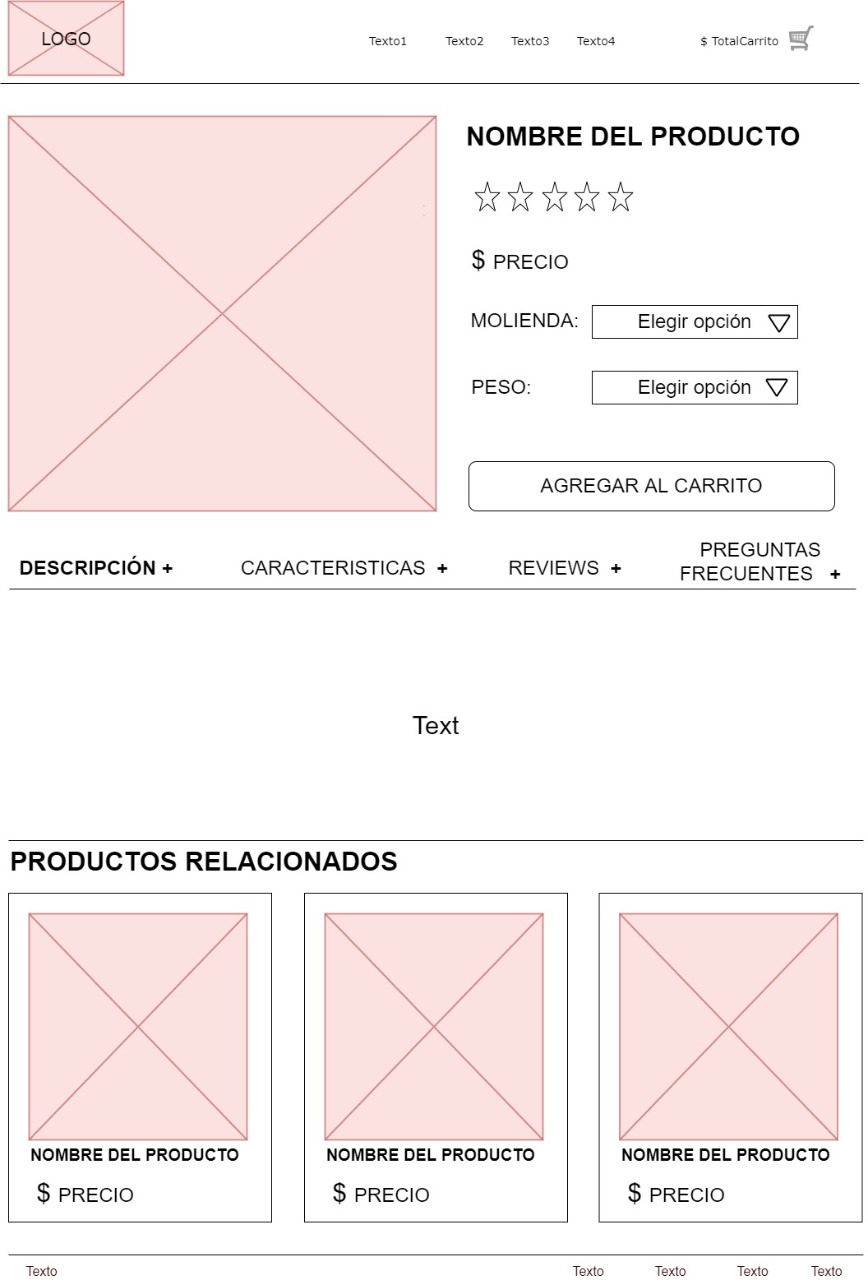 LOGO
Texto1 Texto2 Texto3 Texto4 $ TotalCarrito
NOMBRE DEL PRODUCTO
$ PRECIO
MOLIENDA: Elegir opción
PESO: Elegir opción
AGREGAR AL CARRITO
DESCRIPCIÓN +
CARACTERISTICAS +
REVIEWS +
PREGUNTAS
FRECUENTES +
Text
PRODUCTOS RELACIONADOS
NOMBRE DEL PRODUCTO
$ PRECIO
NOMBRE DEL PRODUCTO
$ PRECIO
NOMBRE DEL PRODUCTO
$ PRECIO
Texto Texto Texto Texto Texto